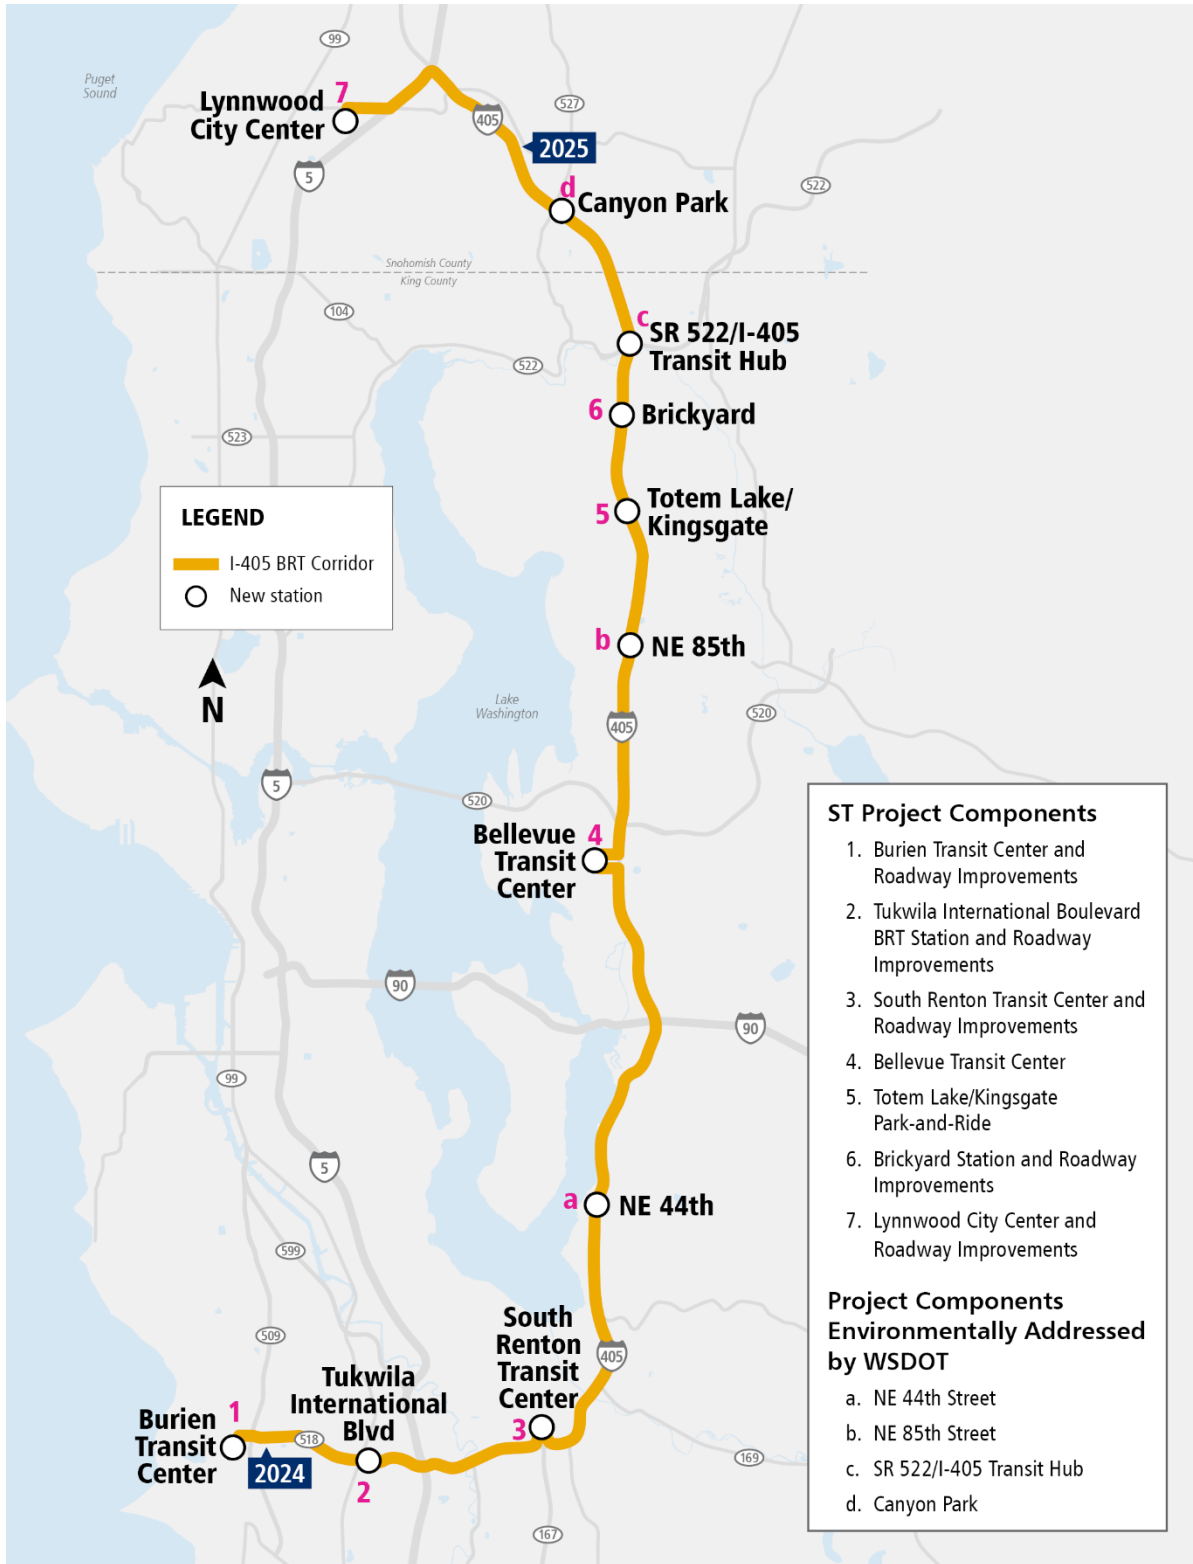 99
Puget
Sound
7
Lynnwood
City Center
405
527
2025
5
d
Canyon Park
522
Snohomish County
King County
104
c
SR 522/I-405
Transit Hub
522
6
Brickyard
523
5
Totem Lake/
Kingsgate
LEGEND
I-405 BRT Corridor
New station
b
NE 85th
N
Lake
Washington
405
520
5
520
Bellevue
Transit
Center
4
90
90
99
5
a
NE 44th
599
509
South
Renton
Transit
Center
3
405
Tukwila
International
Blvd
2
1
Burien
Transit
Center
518
2024
169
167
ST Project Components
1. Burien Transit Center and
Roadway Improvements
2. Tukwila International Boulevard
BRT Station and Roadway
Improvements
3. South Renton Transit Center and
Roadway Improvements
4. Bellevue Transit Center
5. Totem Lake/Kingsgate
Park-and-Ride
6. Brickyard Station and Roadway
Improvements
7. Lynnwood City Center and
Roadway Improvements
Project Components
Environmentally Addressed
by WSDOT
a. NE 44th Street
b. NE 85th Street
c. SR 522/I-405 Transit Hub
d. Canyon Park